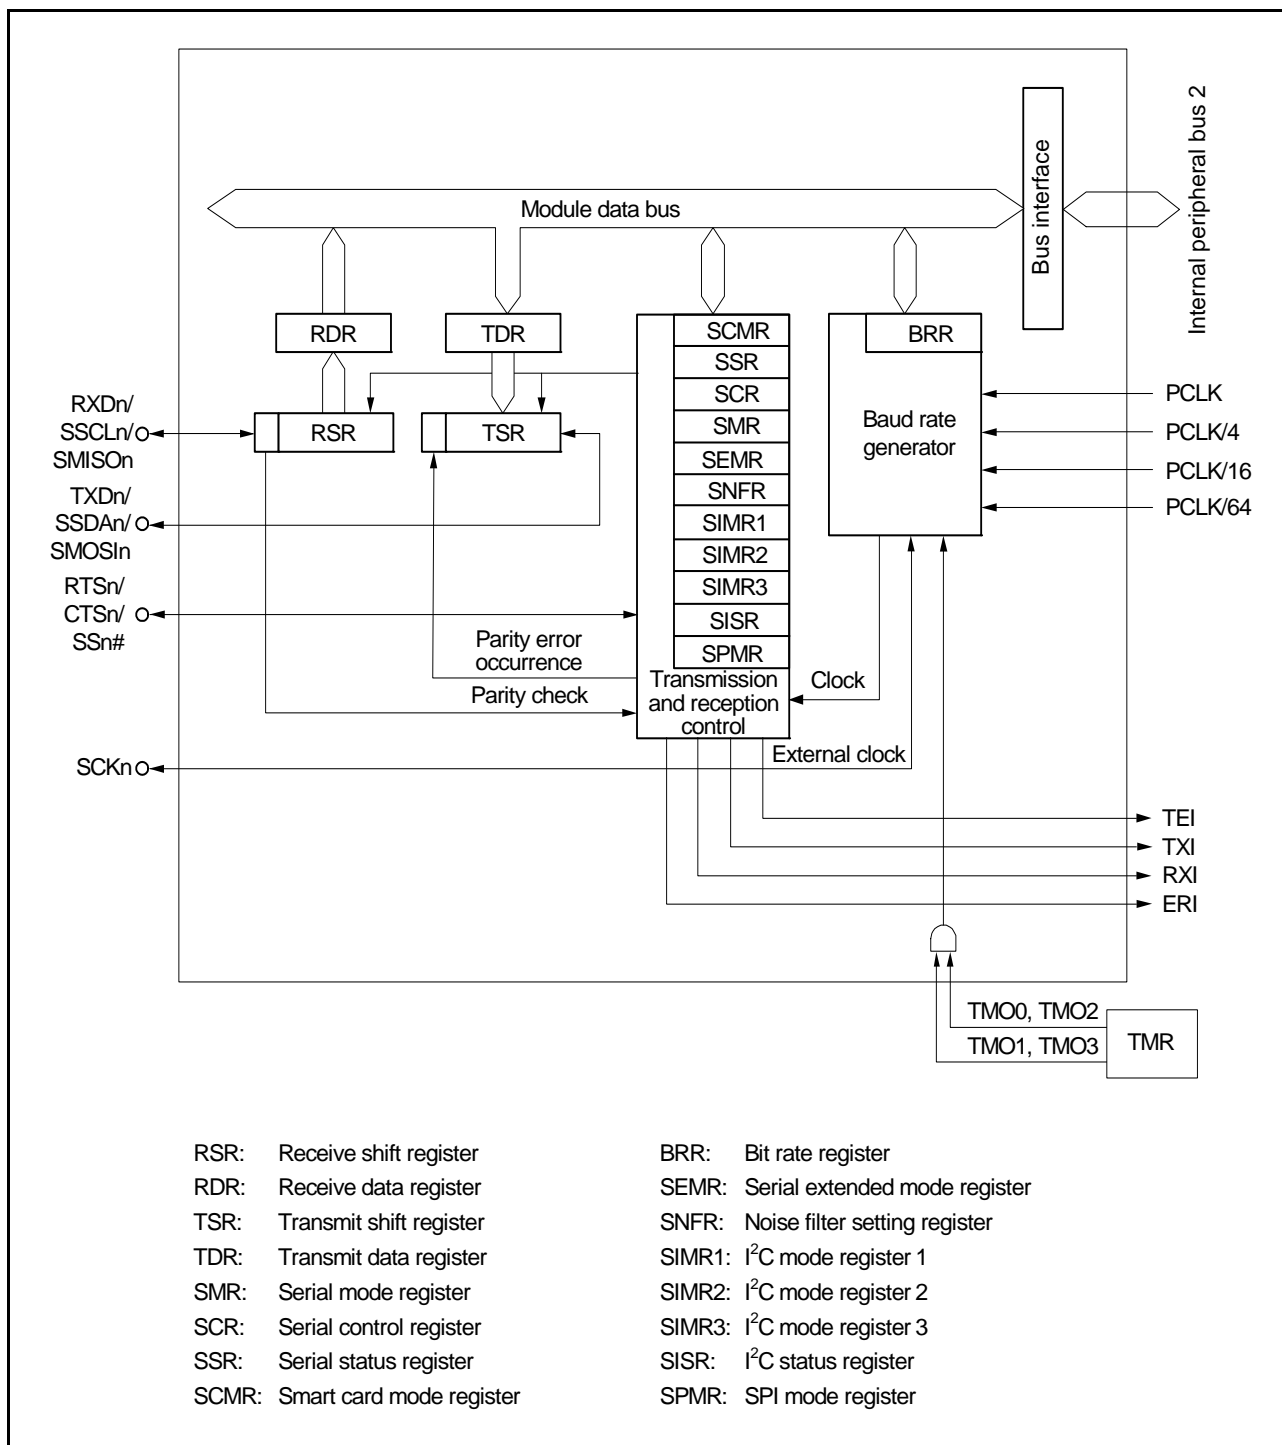 Internal peripheral bus 2
Bus interface
Module data bus
RDR
TDR
SCMR
BRR
SSR
SCR
SMR
SEMR
SNFR
SIMR1
SIMR2
SIMR3
SISR
SPMR
Transmission
and reception
control
Baud rate
generator
PCLK
PCLK/4
PCLK/16
PCLK/64
RXDn/
SSCLn/
SMISOn
RSR
TSR
TXDn/
SSDAn/
SMOSIn
RTSn/
CTSn/
SSn#
Parity error
occurrence
Parity check
Clock
External clock
SCKn
TEI
TXI
RXI
ERI
TMO0, TMO2
TMO1, TMO3
TMR
RSR: Receive shift register
RDR: Receive data register
TSR: Transmit shift register
TDR: Transmit data register
SMR: Serial mode register
SCR: Serial control register
SSR: Serial status register
SCMR: Smart card mode register
BRR: Bit rate register
SEMR: Serial extended mode register
SNFR: Noise filter setting register
SIMR1: I²C mode register 1
SIMR2: I²C mode register 2
SIMR3: I²C mode register 3
SISR: I²C status register
SPMR: SPI mode register